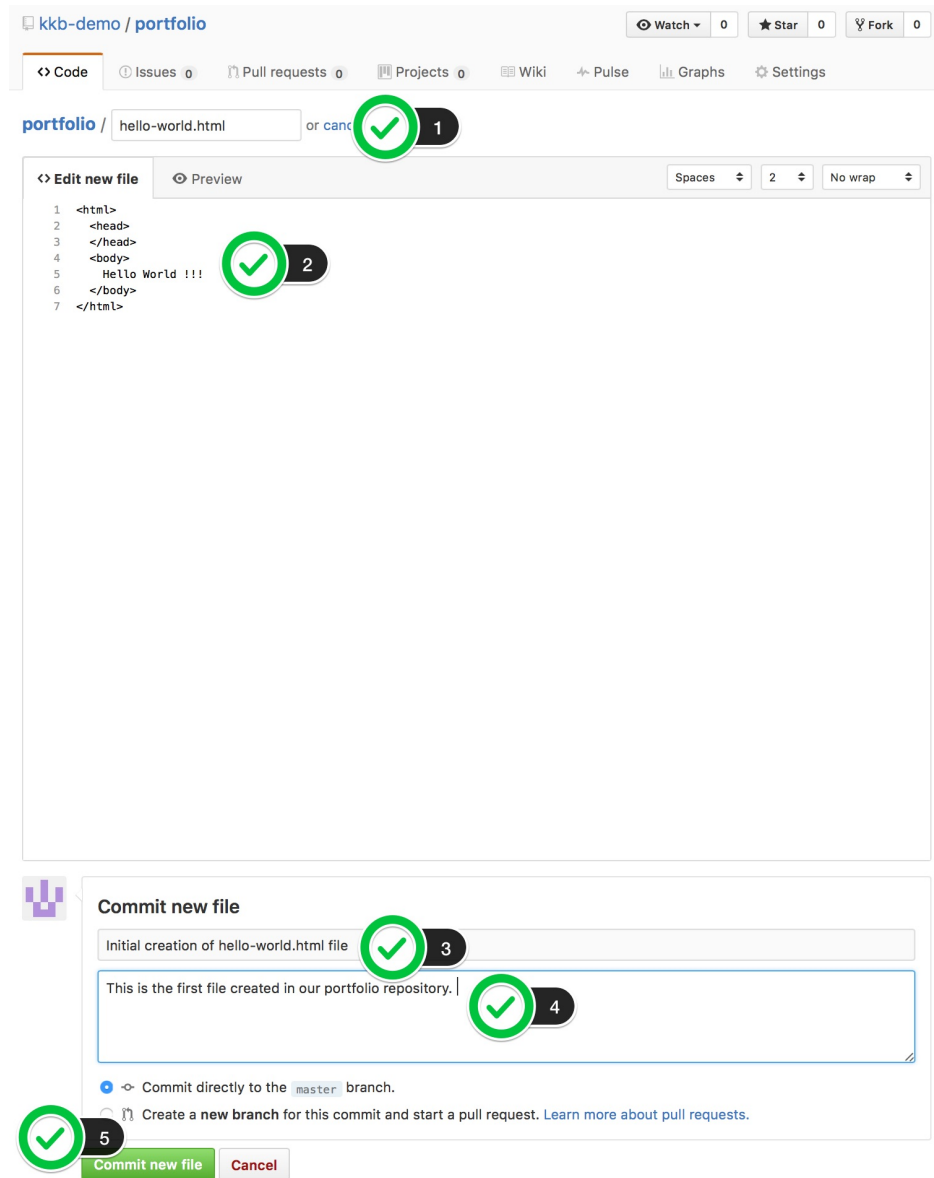 kkb-demo / portfolio
Watch 0 Star 0 Fork 0
Code Issues 0 Pull requests 0 Projects 0 Wiki Pulse Graphs Settings
portfolio / hello-world.html or 1
Edit new file Preview Spaces 2 No wrap
1 <html>
2 <head>
3 </head>
4 <body>
5 Hello World !!!
6 </body>
7 </html>
2
Commit new file
Initial creation of hello-world.html file 3
This is the first file created in our portfolio repository. 4
Commit directly to the master branch.
Create a new branch for this commit and start a pull request. Learn more about pull requests.
5
Commit new file Cancel